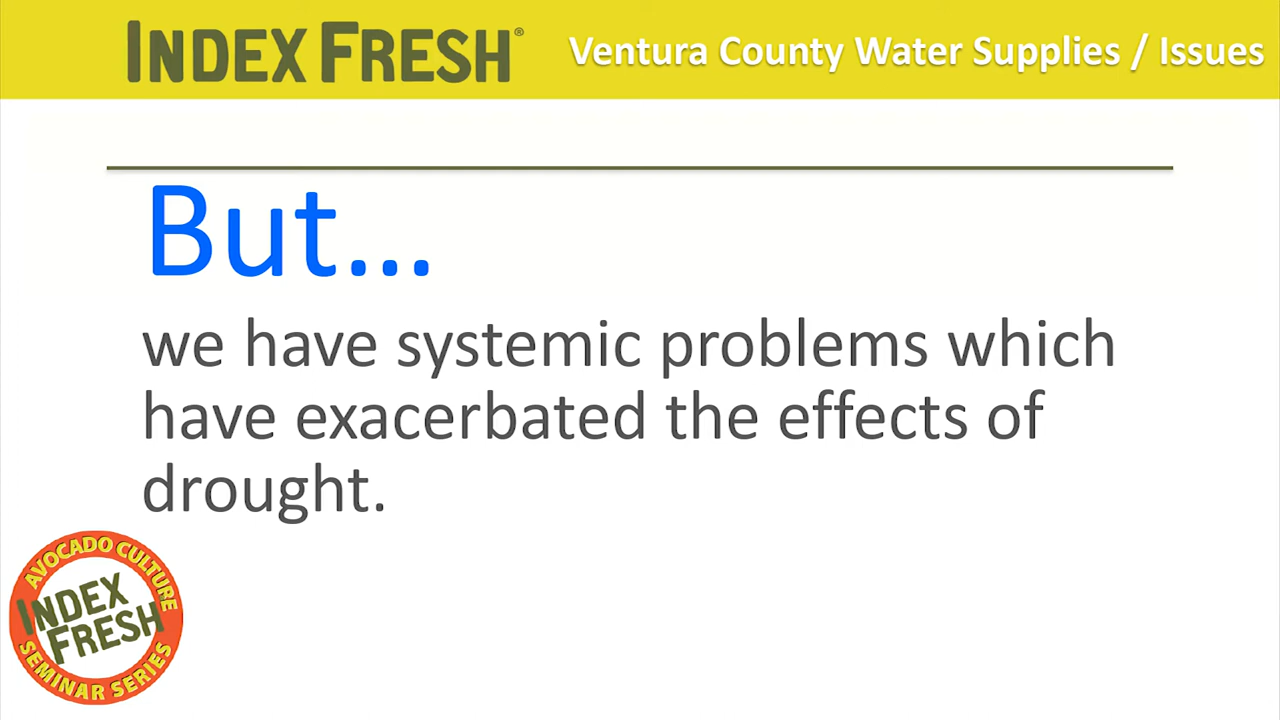 INDEX FRESH®
Ventura County Water Supplies / Issues
But...
we have systemic problems which
have exacerbated the effects of
drought.
AVOCADO CULTURE
INDEX
FRESH
SEMINAR SERIES